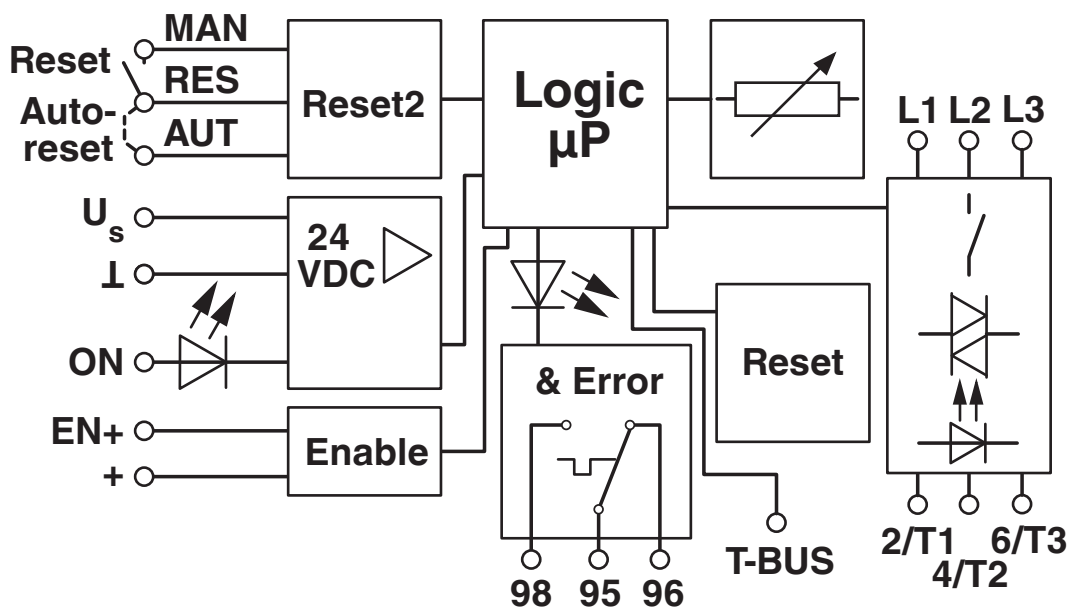 MAN
Reset
RES
Auto-
reset
AUT
Reset2
Logic
µP
L1 L2 L3
Us
⊥
24
VDC
ON
EN+
+
Enable
& Error
Reset
98 95 96
T-BUS
2/T1 6/T3
4/T2